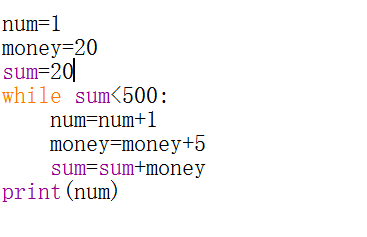 num=1
money=20
sum=20
while sum<500:
    num=num+1
    money=money+5
    sum=sum+money
print(num)